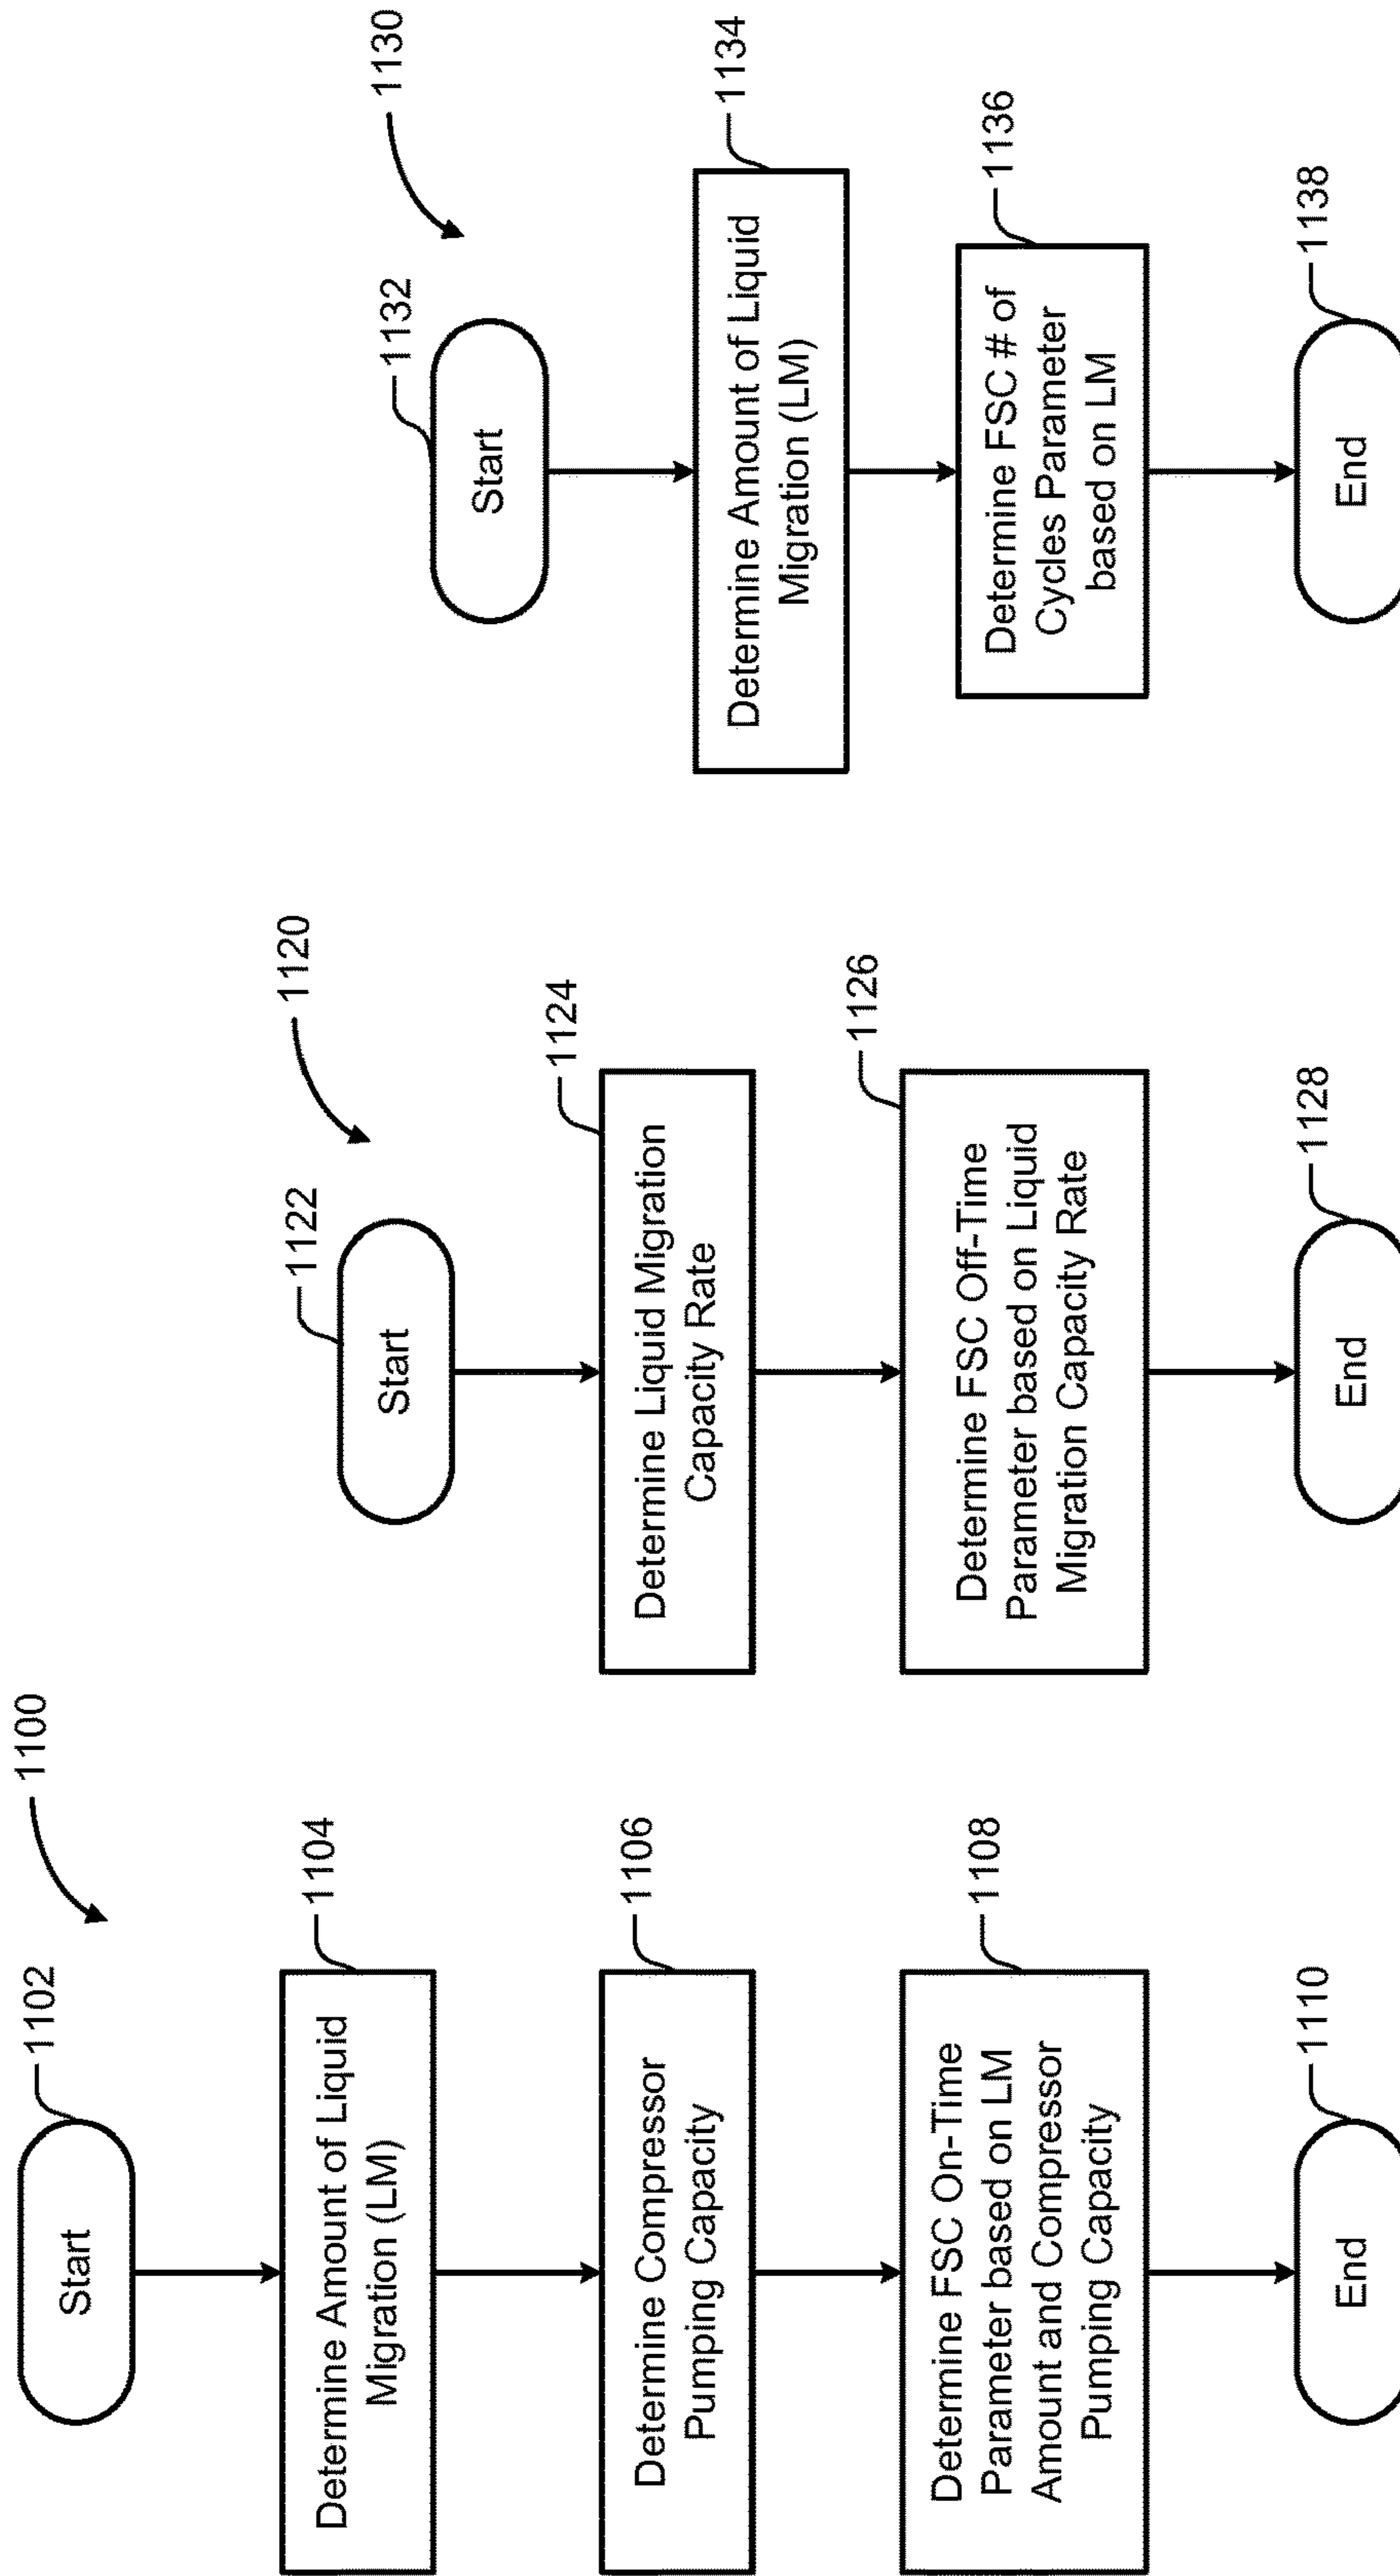 1100
1102
Start
1104
Determine Amount of Liquid
Migration (LM)
1106
Determine Compressor
Pumping Capacity
1108
Determine FSC On-Time
Parameter based on LM
Amount and Compressor
Pumping Capacity
1110
End
1120
1122
Start
1124
Determine Liquid Migration
Capacity Rate
1126
Determine FSC Off-Time
Parameter based on Liquid
Migration Capacity Rate
1128
End
1130
1132
Start
1134
Determine Amount of Liquid
Migration (LM)
1136
Determine FSC # of
Cycles Parameter
based on LM
1138
End